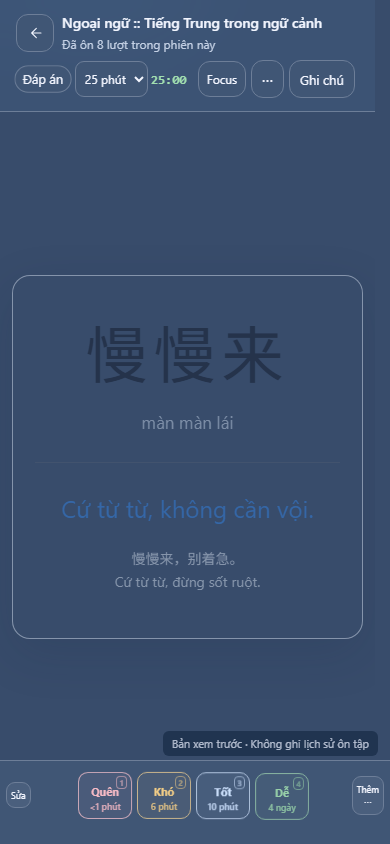 ←
Ngoại ngữ :: Tiếng Trung trong ngữ cảnh
Đã ôn 8 lượt trong phiên này
Đáp án
25 phút
25:00
Focus
...
Ghi chú
慢慢来
màn màn lái
Cứ từ từ, không cần vội.
慢慢来，别着急。
Cứ từ từ, đừng sốt ruột.
Bản xem trước · Không ghi lịch sử ôn tập
Sửa
Quên 1
<1 phút
Khó 2
6 phút
Tốt 3
10 phút
Dễ 4
4 ngày
Thêm
...